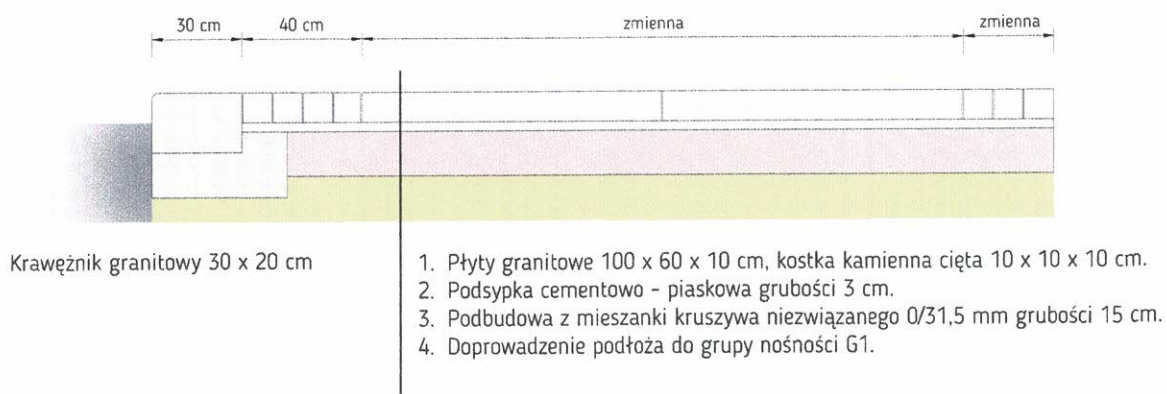 30 cm 40 cm zmienna zmienna
Krawężnik granitowy 30 x 20 cm
1. Płyty granitowe 100 x 60 x 10 cm, kostka kamienna cięta 10 x 10 x 10 cm.
2. Podsypka cementowo - piaskowa grubości 3 cm.
3. Podbudowa z mieszanki kruszywa niezwiązanego 0/31,5 mm grubości 15 cm.
4. Doprowadzenie podłoża do grupy nośności G1.